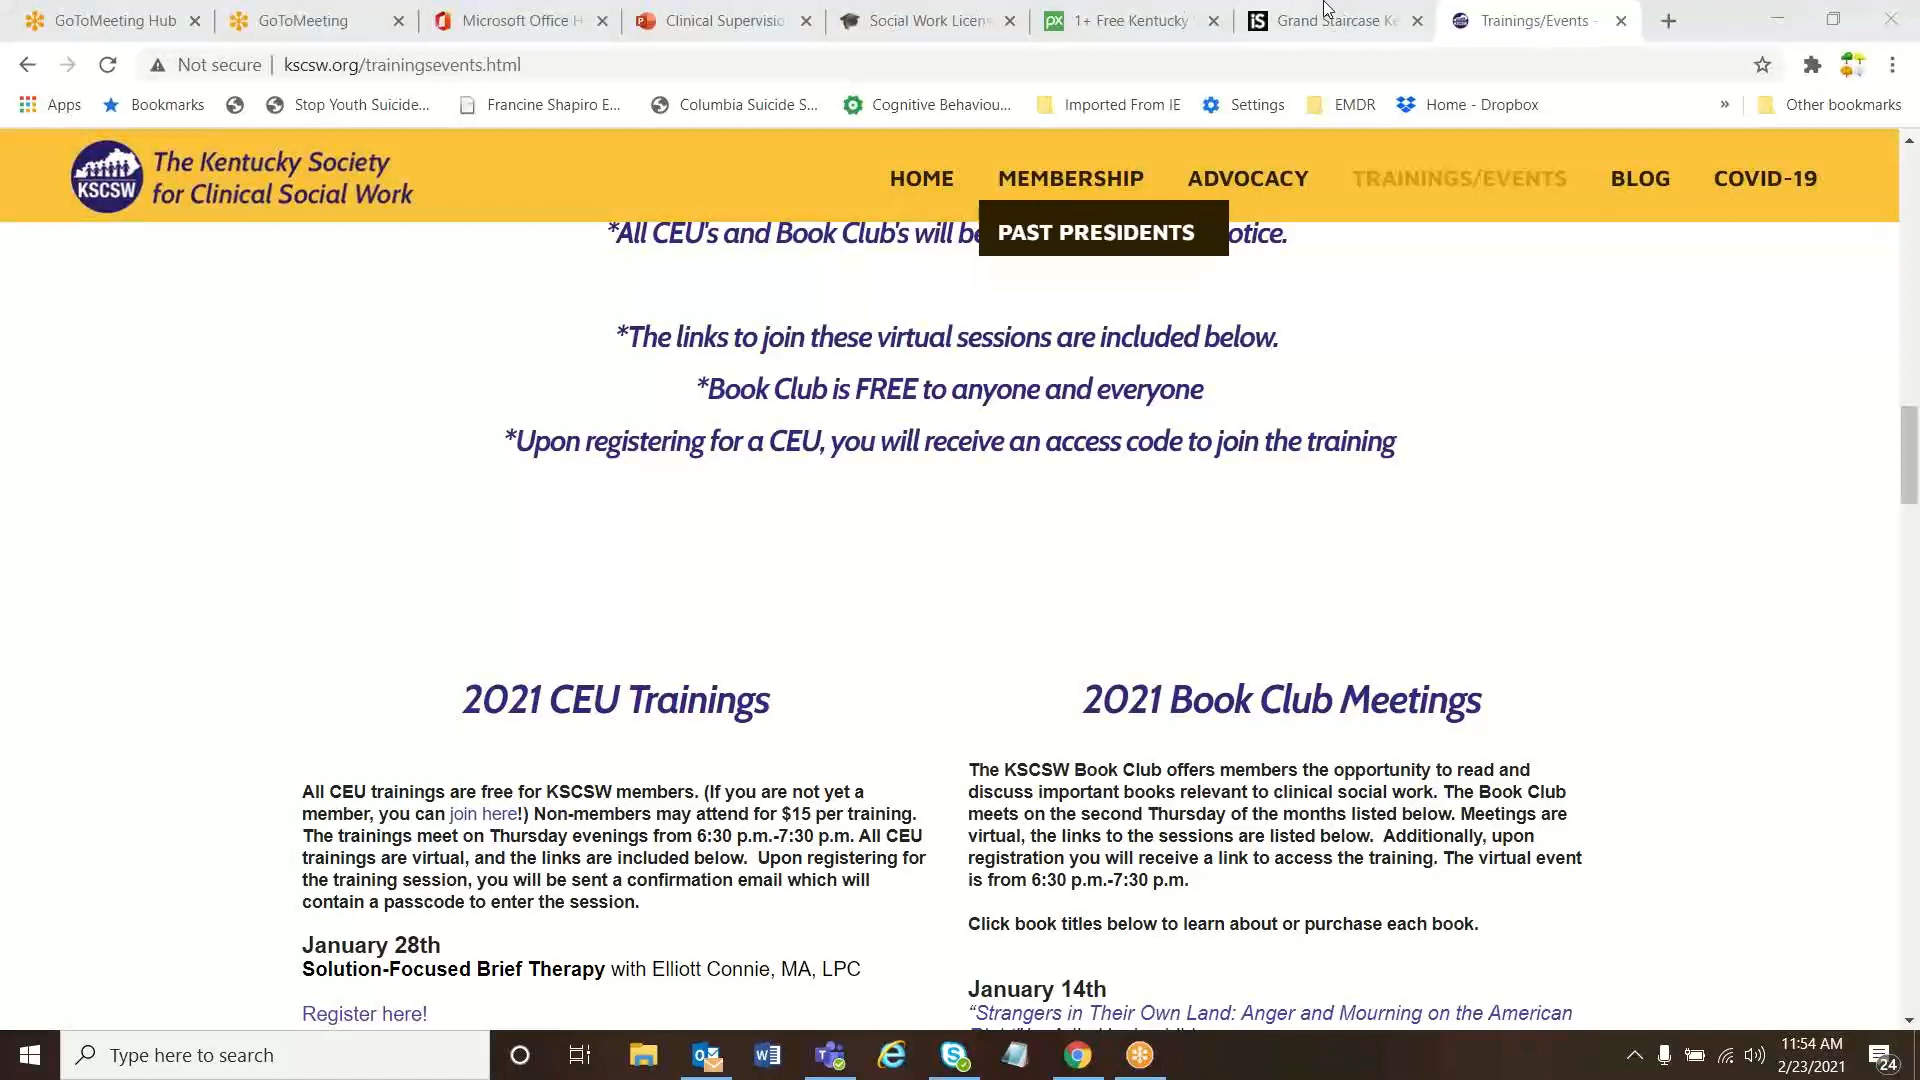 GoToMeeting Hub
GoToMeeting
Microsoft Office H
Clinical Supervisio
Social Work Licen
1+ Free Kentucky
Grand Staircase Ke
Trainings/Events -
Not secure
kscsw.org/trainingsevents.html
Apps
Bookmarks
Stop Youth Suicide...
Francine Shapiro E...
Columbia Suicide S...
Cognitive Behaviou...
Imported From IE
Settings
EMDR
Home - Dropbox
»
Other bookmarks
KSCSW
The Kentucky Society
for Clinical Social Work
HOME
MEMBERSHIP
ADVOCACY
TRAININGS/EVENTS
BLOG
COVID-19
PAST PRESIDENTS
*All CEU's and Book Club's will be otice.
*The links to join these virtual sessions are included below.
*Book Club is FREE to anyone and everyone
*Upon registering for a CEU, you will receive an access code to join the training
2021 CEU Trainings
All CEU trainings are free for KSCSW members. (If you are not yet a
member, you can join here!) Non-members may attend for $15 per training.
The trainings meet on Thursday evenings from 6:30 p.m.-7:30 p.m. All CEU
trainings are virtual, and the links are included below. Upon registering for
the training session, you will be sent a confirmation email which will
contain a passcode to enter the session.
January 28th
Solution-Focused Brief Therapy with Elliott Connie, MA, LPC
Register here!
2021 Book Club Meetings
The KSCSW Book Club offers members the opportunity to read and
discuss important books relevant to clinical social work. The Book Club
meets on the second Thursday of the months listed below. Meetings are
virtual, the links to the sessions are listed below. Additionally, upon
registration you will receive a link to access the training. The virtual event
is from 6:30 p.m.-7:30 p.m.
Click book titles below to learn about or purchase each book.
January 14th
“Strangers in Their Own Land: Anger and Mourning on the American
Type here to search
11:54 AM
2/23/2021
24